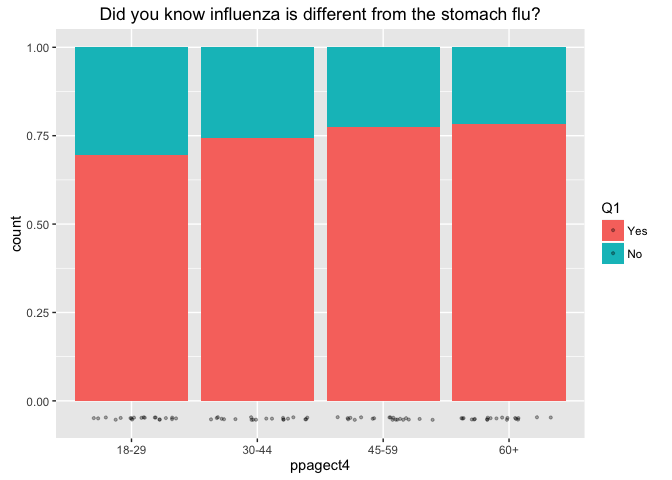 Did you know influenza is different from the stomach flu?
1.00
0.75
0.50
0.25
0.00
count
18-29 30-44 45-59 60+
ppagect4
Q1
Yes
No